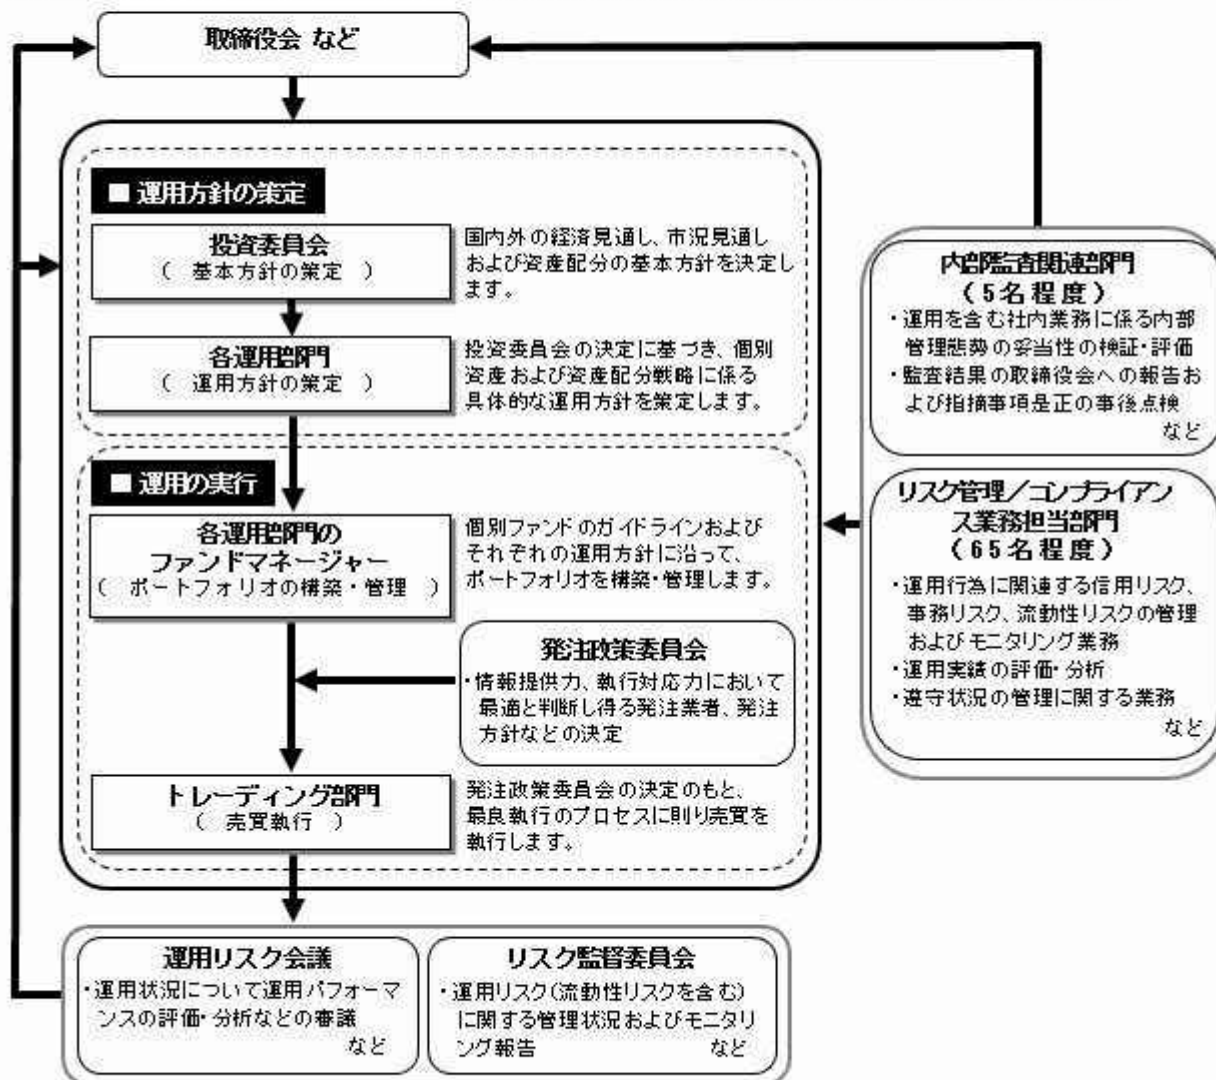 取締役会 など
■ 運用方針の策定
投資委員会
( 基本方針の策定 )
国内外の経済見通し、市況見通し
および資産配分の基本方針を決定し
ます。
各運用部門
( 運用方針の策定 )
投資委員会の決定に基づき、個別
資産および資産配分戦略に係る
具体的な運用方針を策定します。
■ 運用の実行
各運用部門の
ファンドマネージャー
( ポートフォリオの構築・管理 )
個別ファンドのガイドラインおよび
それぞれの運用方針に沿って、
ポートフォリオを構築・管理します。
発注政策委員会
・情報提供力、執行対応力において
最適と判断し得る発注業者、発注
方針などの決定
トレーディング部門
( 売買執行 )
発注政策委員会の決定のもと、
最良執行のプロセスに則り売買を
執行します。
内部監査関連部門
(5名程度)
・運用を含む社内業務に係る内部
管理態勢の妥当性の検証・評価
・監査結果の取締役会への報告お
よび指摘事項是正の事後点検
など
リスク管理/コンプライアン
ス業務担当部門
(65名程度)
・運用行為に関連する信用リスク、
事務リスク、流動性リスクの管理
およびモニタリング業務
・運用実績の評価・分析
・遵守状況の管理に関する業務
など
運用リスク会議
・運用状況について運用パフォーマ
ンスの評価・分析などの審議
など
リスク監督委員会
・運用リスク(流動性リスクを含む)
に関する管理状況およびモニタリ
ング報告 など